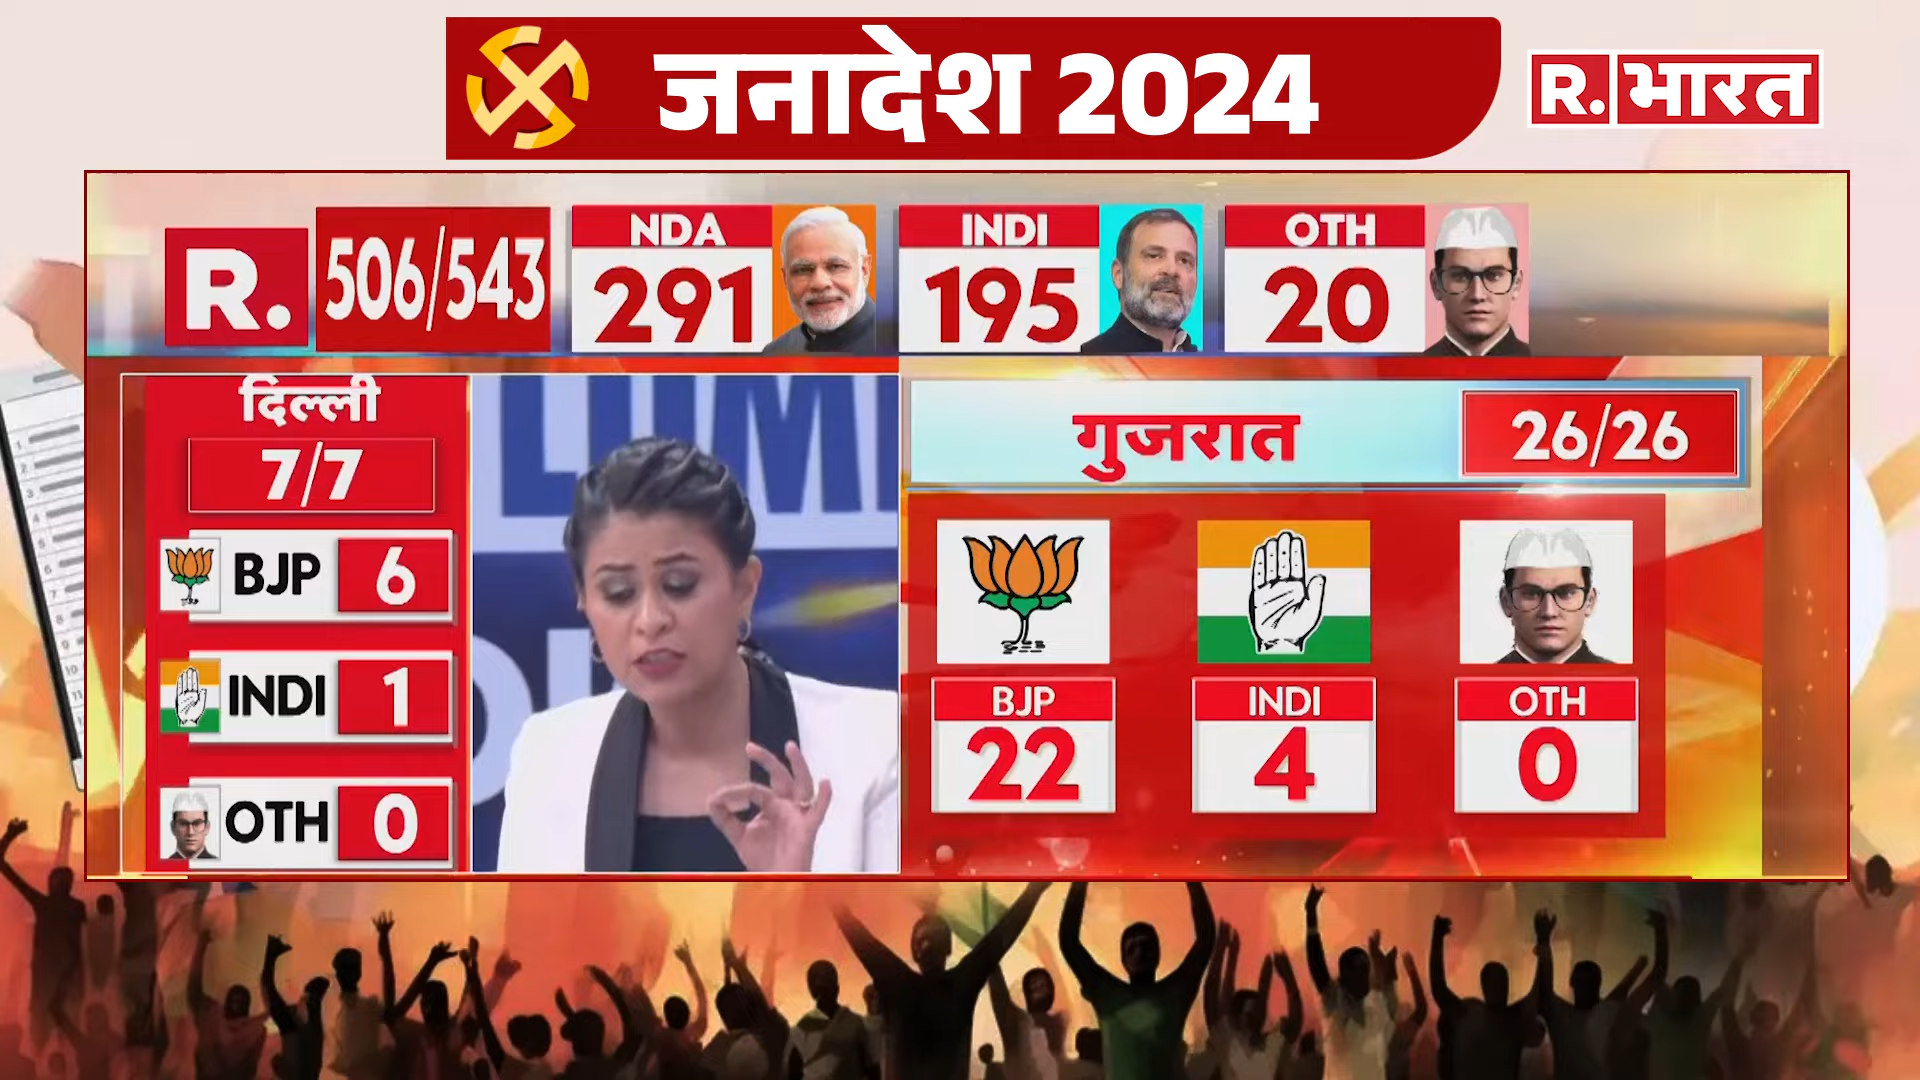 जनादेश 2024
R. भारत
R.
506/543
NDA
291
INDI
195
OTH
20
दिल्ली
7/7
BJP 6
INDI 1
OTH 0
गुजरात
26/26
BJP
22
INDI
4
OTH
0